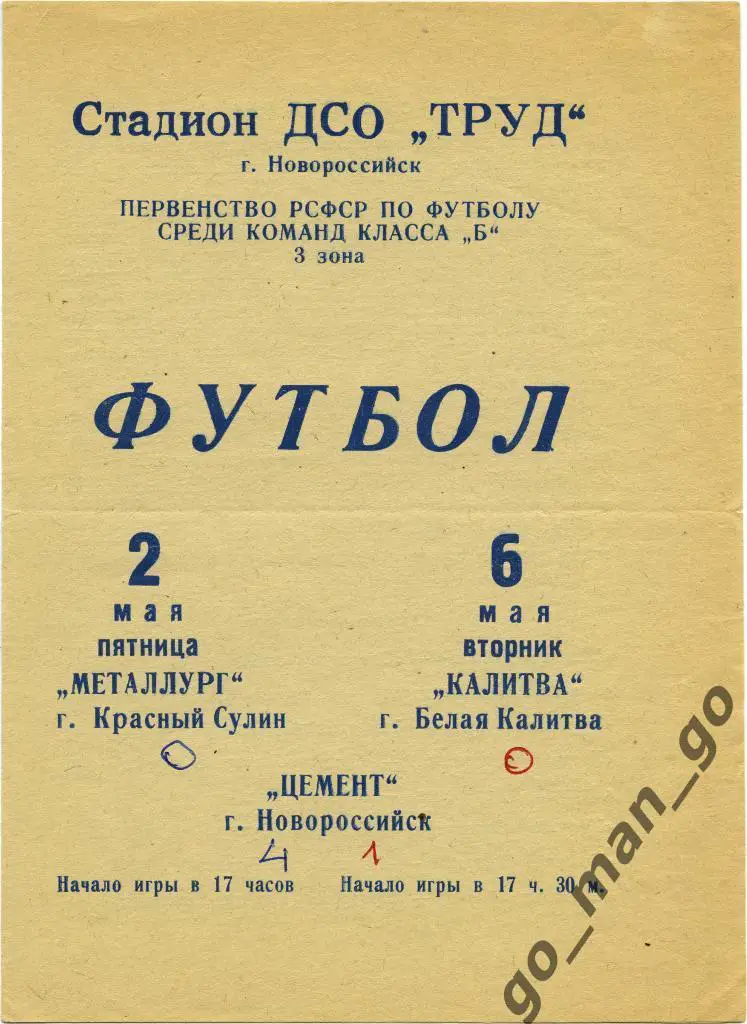 Стадион ДСО „ТРУД“
г. Новороссийск
ПЕРВЕНСТВО РСФСР ПО ФУТБОЛУ
СРЕДИ КОМАНД КЛАССА „Б“
3 зона
ФУТБОЛ
2
мая
пятница
„МЕТАЛЛУРГ“
г. Красный Сулин
0
6
мая
вторник
„КАЛИТВА“
г. Белая Калитва
0
„ЦЕМЕНТ“
г. Новороссийск
4 1
Начало игры в 17 часов
Начало игры в 17 ч. 30 м.
go_man_go